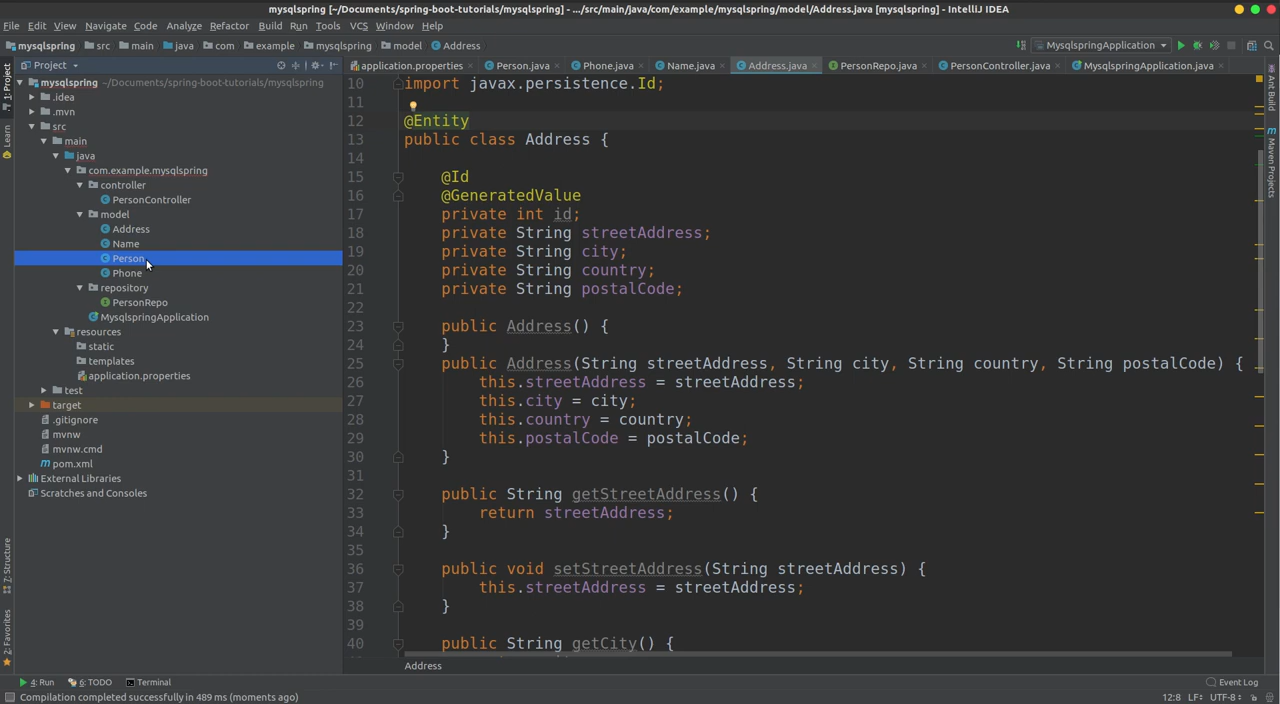 mysqlspring [~/Documents/spring-boot-tutorials/mysqlspring] - .../src/main/java/com/example/mysqlspring/model/Address.java [mysqlspring] - IntelliJ IDEA
File Edit View Navigate Code Analyze Refactor Build Run Tools VCS Window Help
mysqlspring src main java com example mysqlspring model Address MysqlspringApplication
Project
application.properties Person.java Phone.java Name.java Address.java PersonRepo.java PersonController.java MysqlspringApplication.java
1: Project
Learn
7: Structure
2: Favorites
mysqlspring ~/Documents/spring-boot-tutorials/mysqlspring
.idea
.mvn
src
main
java
com.example.mysqlspring
controller
PersonController
model
Address
Name
Person
Phone
repository
PersonRepo
MysqlspringApplication
resources
static
templates
application.properties
test
target
.gitignore
mvnw
mvnw.cmd
pom.xml
External Libraries
Scratches and Consoles
10 import javax.persistence.Id;
11
12 @Entity
13 public class Address {
14
15 @Id
16 @GeneratedValue
17 private int id;
18 private String streetAddress;
19 private String city;
20 private String country;
21 private String postalCode;
22
23 public Address() {
24 }
25 public Address(String streetAddress, String city, String country, String postalCode) {
26 this.streetAddress = streetAddress;
27 this.city = city;
28 this.country = country;
29 this.postalCode = postalCode;
30 }
31
32 public String getStreetAddress() {
33 return streetAddress;
34 }
35
36 public void setStreetAddress(String streetAddress) {
37 this.streetAddress = streetAddress;
38 }
39
40 public String getCity() {
Address
Ant Build
Maven Projects
4: Run 6: TODO Terminal Event Log
Compilation completed successfully in 489 ms (moments ago) 12:8 LF UTF-8